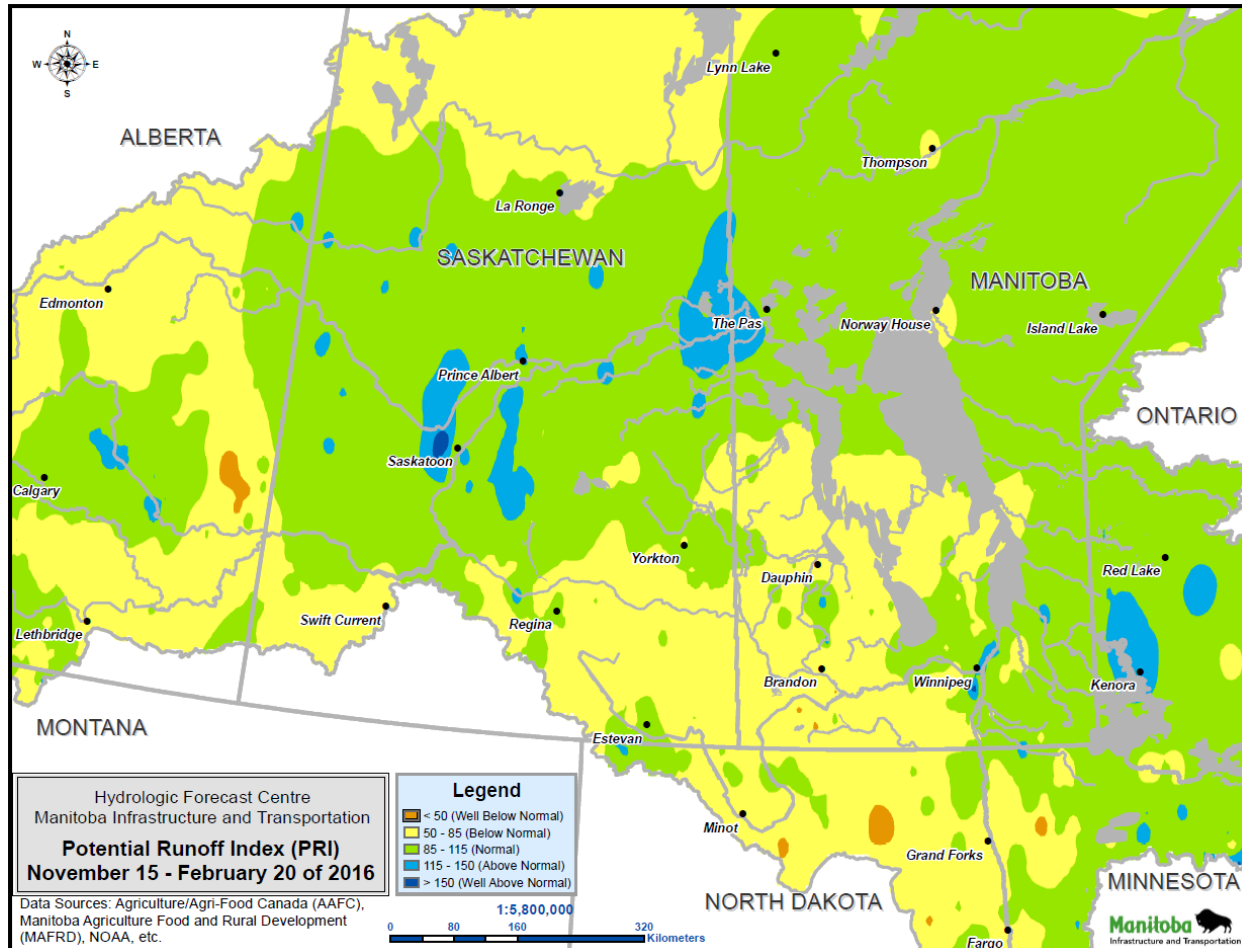 N
W E
S
Lynn Lake
ALBERTA
Thompson
La Ronge
SASKATCHEWAN
MANITOBA
Edmonton
The Pas
Norway House
Island Lake
Prince Albert
ONTARIO
Saskatoon
Calgary
Yorkton
Dauphin
Red Lake
Swift Current
Regina
Lethbridge
Brandon
Winnipeg
Kenora
MONTANA
Estevan
Minot
Grand Forks
NORTH DAKOTA
MINNESOTA
Fargo
Hydrologic Forecast Centre
Manitoba Infrastructure and Transportation
Potential Runoff Index (PRI)
November 15 - February 20 of 2016
Data Sources: Agriculture/Agri-Food Canada (AAFC),
Manitoba Agriculture Food and Rural Development
(MAFRD), NOAA, etc.
Legend
< 50 (Well Below Normal)
50 - 85 (Below Normal)
85 - 115 (Normal)
115 - 150 (Above Normal)
> 150 (Well Above Normal)
1:5,800,000
0 80 160 320
Kilometers
Manitoba
Infrastructure and Transportation